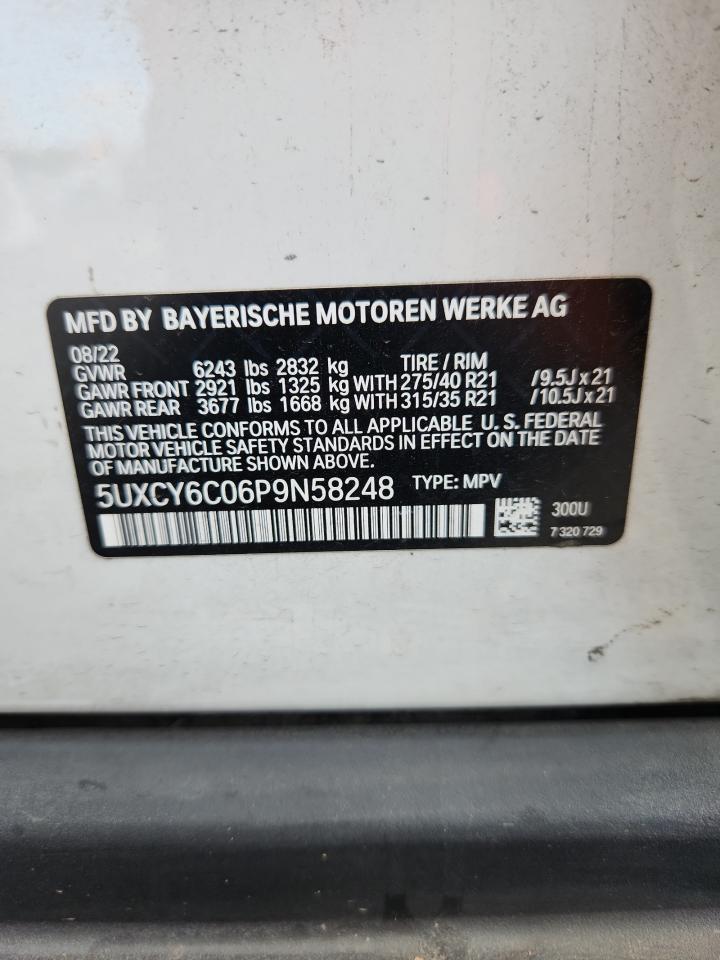 MFD BY BAYERISCHE MOTOREN WERKE AG
08/22
GVWR 6243 lbs 2832 kg TIRE / RIM
GAWR FRONT 2921 lbs 1325 kg WITH 275/40 R21 /9.5J x 21
GAWR REAR 3677 lbs 1668 kg WITH 315/35 R21 /10.5J x 21
THIS VEHICLE CONFORMS TO ALL APPLICABLE U. S. FEDERAL
MOTOR VEHICLE SAFETY STANDARDS IN EFFECT ON THE DATE
OF MANUFACTURE SHOWN ABOVE.
5UXCY6C06P9N58248 TYPE: MPV
300U
7 320 729